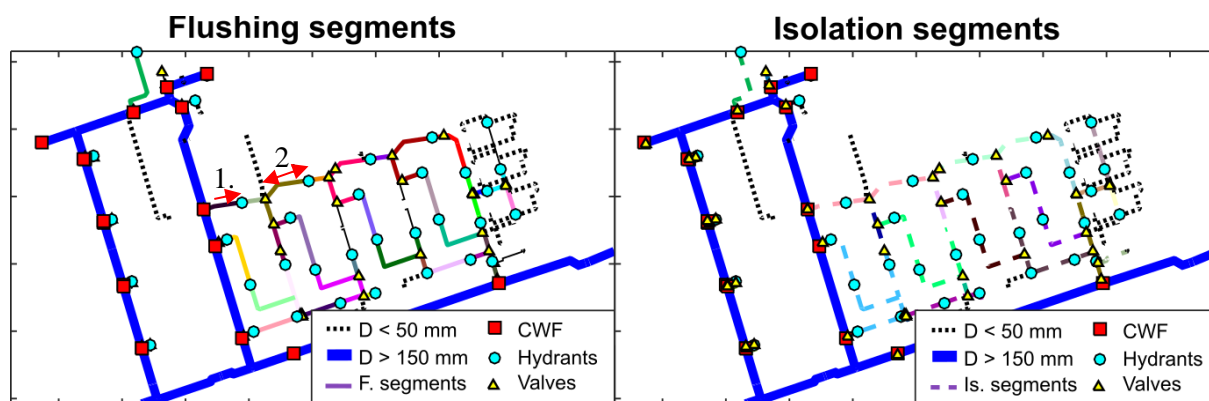 Flushing segments
Isolation segments
1.
2
D < 50 mm
CWF
D > 150 mm
Hydrants
F. segments
Valves
D < 50 mm
CWF
D > 150 mm
Hydrants
Is. segments
Valves